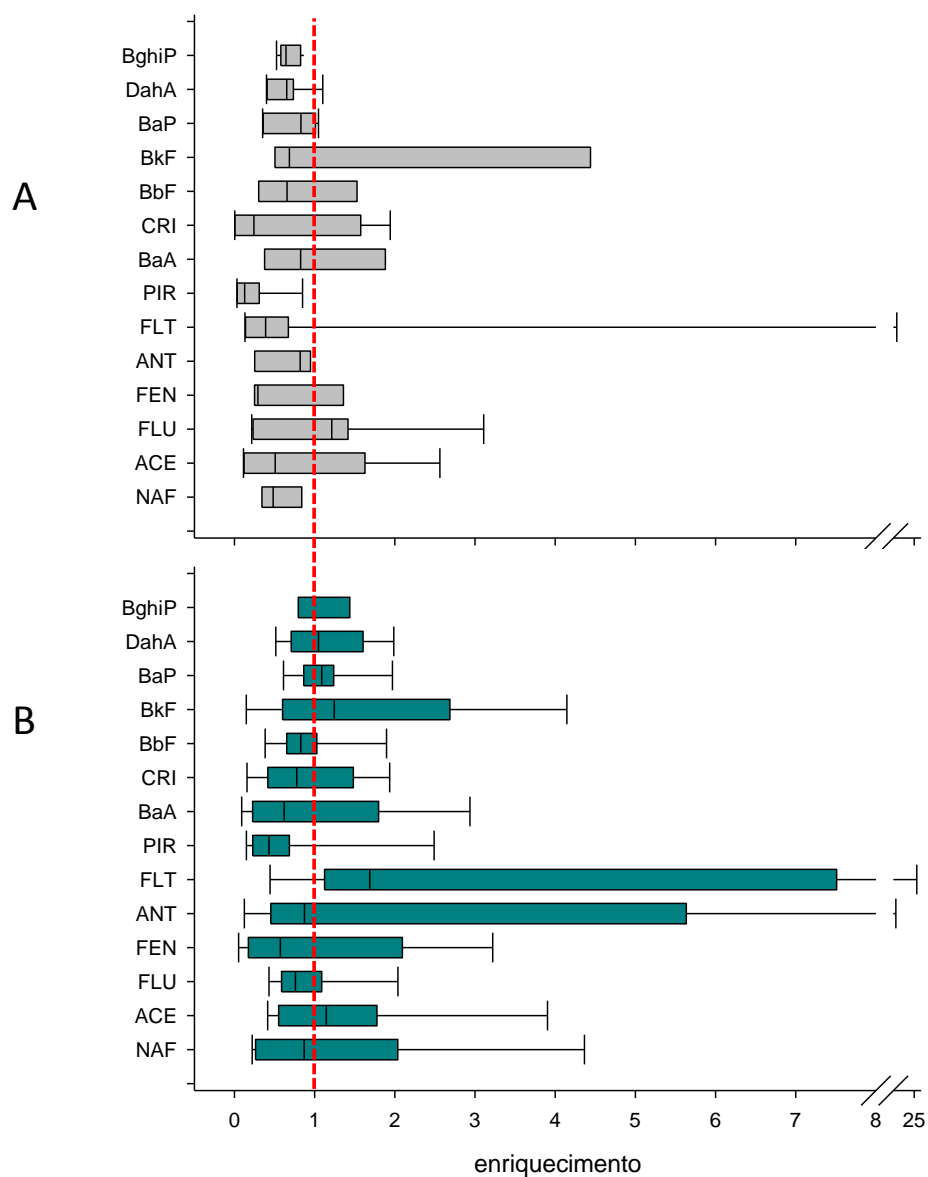 BghiP
DahA
BaP
BkF
BbF
CRI
BaA
PIR
FLT
ANT
FEN
FLU
ACE
NAF
A
BghiP
DahA
BaP
BkF
BbF
CRI
BaA
PIR
FLT
ANT
FEN
FLU
ACE
NAF
B
0 1 2 3 4 5 6 7 8 25
enriquecimento